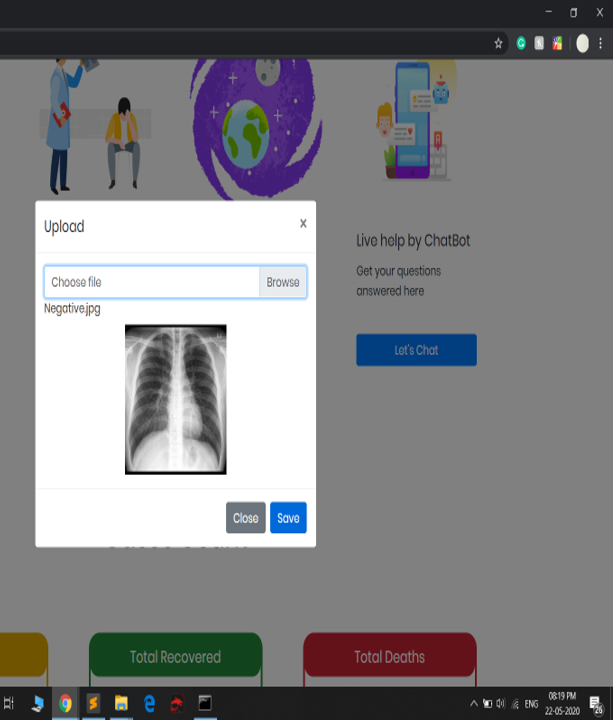 Upload
×
Choose file
Browse
Negative.jpg
Close
Save
Live help by ChatBot
Get your questions
answered here
Let's Chat
Total Recovered
Total Deaths
ENG
08:19 PM
22-05-2020
26